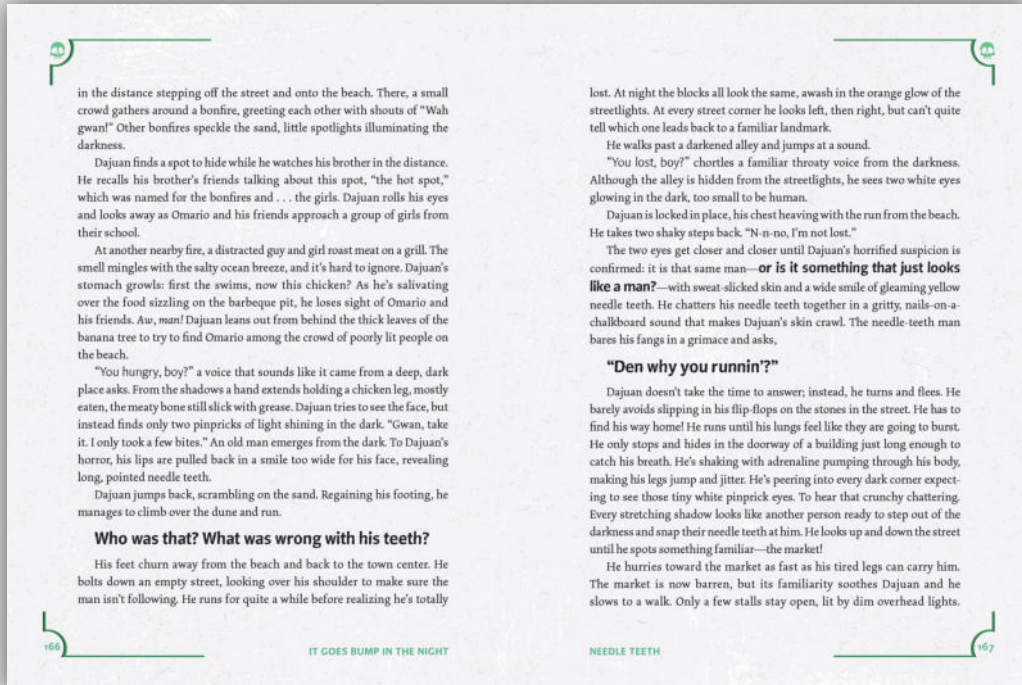 in the distance stepping off the street and onto the beach. There, a small
crowd gathers around a bonfire, greeting each other with shouts of “Wah
gwan!” Other bonfires speckle the sand, little spotlights illuminating the
darkness.
Dajuan finds a spot to hide while he watches his brother in the distance.
He recalls his brother’s friends talking about this spot, “the hot spot,”
which was named for the bonfires and . . . the girls. Dajuan rolls his eyes
and looks away as Omario and his friends approach a group of girls from
their school.
At another nearby fire, a distracted guy and girl roast meat on a grill. The
smell mingles with the salty ocean breeze, and it’s hard to ignore. Dajuan’s
stomach growls: first the swims, now this chicken? As he’s salivating
over the food sizzling on the barbeque pit, he loses sight of Omario and
his friends. Aw, man! Dajuan leans out from behind the thick leaves of the
banana tree to try to find Omario among the crowd of poorly lit people on
the beach.
“You hungry, boy?” a voice that sounds like it came from a deep, dark
place asks. From the shadows a hand extends holding a chicken leg, mostly
eaten, the meaty bone still slick with grease. Dajuan tries to see the face, but
instead finds only two pinpricks of light shining in the dark. “Gwan, take
it. I only took a few bites.” An old man emerges from the dark. To Dajuan’s
horror, his lips are pulled back in a smile too wide for his face, revealing
long, pointed needle teeth.
Dajuan jumps back, scrambling on the sand. Regaining his footing, he
manages to climb over the dune and run.
Who was that? What was wrong with his teeth?
His feet churn away from the beach and back to the town center. He
bolts down an empty street, looking over his shoulder to make sure the
man isn’t following. He runs for quite a while before realizing he’s totally
166
IT GOES BUMP IN THE NIGHT
lost. At night the blocks all look the same, awash in the orange glow of the
streetlights. At every street corner he looks left, then right, but can’t quite
tell which one leads back to a familiar landmark.
He walks past a darkened alley and jumps at a sound.
“You lost, boy?” chortles a familiar throaty voice from the darkness.
Although the alley is hidden from the streetlights, he sees two white eyes
glowing in the dark, too small to be human.
Dajuan is locked in place, his chest heaving with the run from the beach.
He takes two shaky steps back. “N-n-no, I’m not lost.”
The two eyes get closer and closer until Dajuan’s horrified suspicion is
confirmed: it is that same man—or is it something that just looks
like a man?—with sweat-slicked skin and a wide smile of gleaming yellow
needle teeth. He chatters his needle teeth together in a gritty, nails-on-a-
chalkboard sound that makes Dajuan’s skin crawl. The needle-teeth man
bares his fangs in a grimace and asks,
“Den why you runnin’?”
Dajuan doesn’t take the time to answer; instead, he turns and flees. He
barely avoids slipping in his flip-flops on the stones in the street. He has to
find his way home! He runs until his lungs feel like they are going to burst.
He only stops and hides in the doorway of a building just long enough to
catch his breath. He’s shaking with adrenaline pumping through his body,
making his legs jump and jitter. He’s peering into every dark corner expect-
ing to see those tiny white pinprick eyes. To hear that crunchy chattering.
Every stretching shadow looks like another person ready to step out of the
darkness and snap their needle teeth at him. He looks up and down the street
until he spots something familiar—the market!
He hurries toward the market as fast as his tired legs can carry him.
The market is now barren, but its familiarity soothes Dajuan and he
slows to a walk. Only a few stalls stay open, lit by dim overhead lights.
NEEDLE TEETH
167